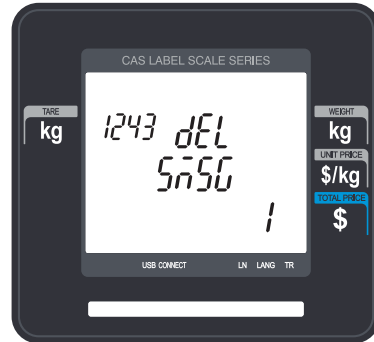 CAS LABEL SCALE SERIES
TARE
kg
1243 dEL
SmSG
1
WEIGHT
kg
UNIT PRICE
$/kg
TOTAL PRICE
$
USB CONNECT LN LANG TR